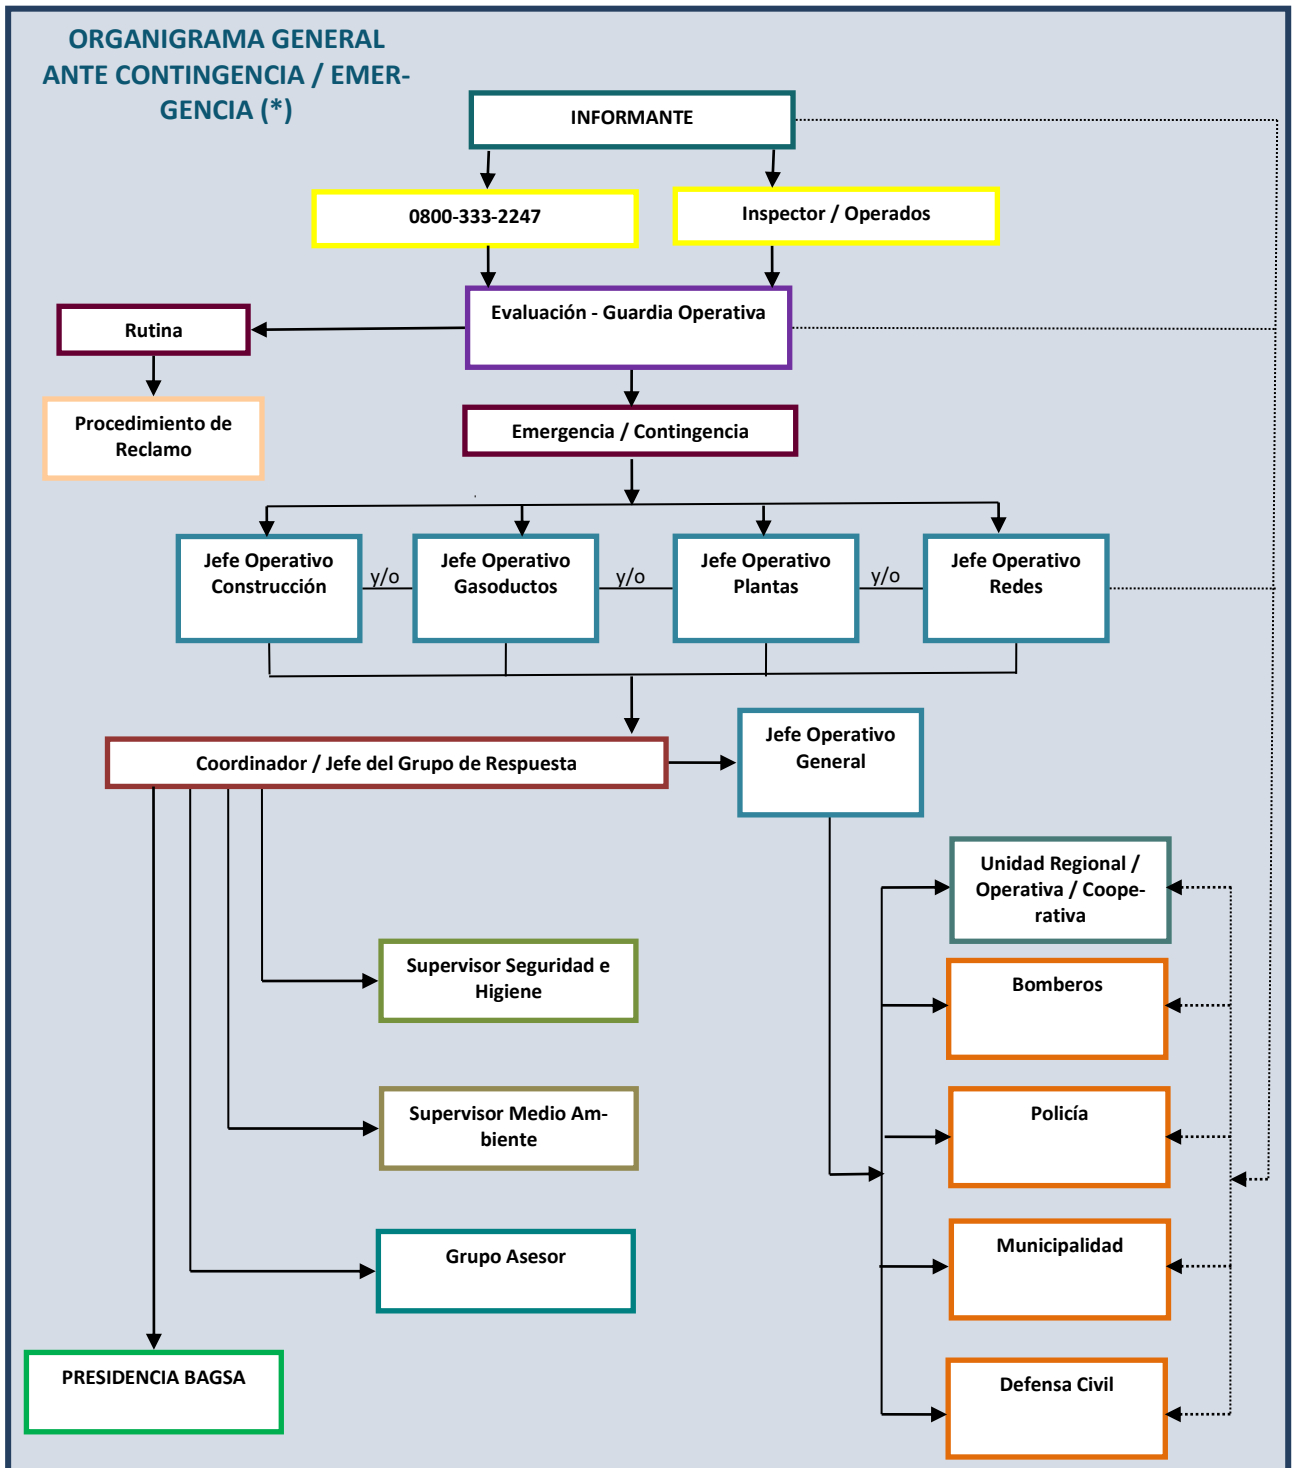 ORGANIGRAMA GENERAL
ANTE CONTINGENCIA / EMER-
GENCIA (*)
INFORMANTE
0800-333-2247
Inspector / Operados
Evaluación - Guardia Operativa
Rutina
Procedimiento de
Reclamo
Emergencia / Contingencia
Jefe Operativo
Construcción
y/o
Jefe Operativo
Gasoductos
y/o
Jefe Operativo
Plantas
y/o
Jefe Operativo
Redes
Coordinador / Jefe del Grupo de Respuesta
Jefe Operativo
General
Unidad Regional /
Operativa / Coope-
rativa
Supervisor Seguridad e
Higiene
Bomberos
Supervisor Medio Am-
biente
Policía
Grupo Asesor
Municipalidad
PRESIDENCIA BAGSA
Defensa Civil